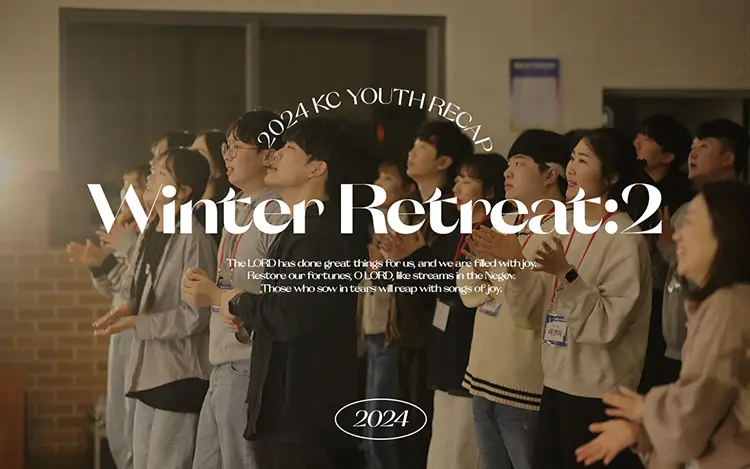 2024 KC YOUTH RECAP
Winter Retreat:2
The LORD has done great things for us, and we are filled with joy.
Restore our fortunes, O LORD, like streams in the Negev.
Those who sow in tears will reap with songs of joy.
2024